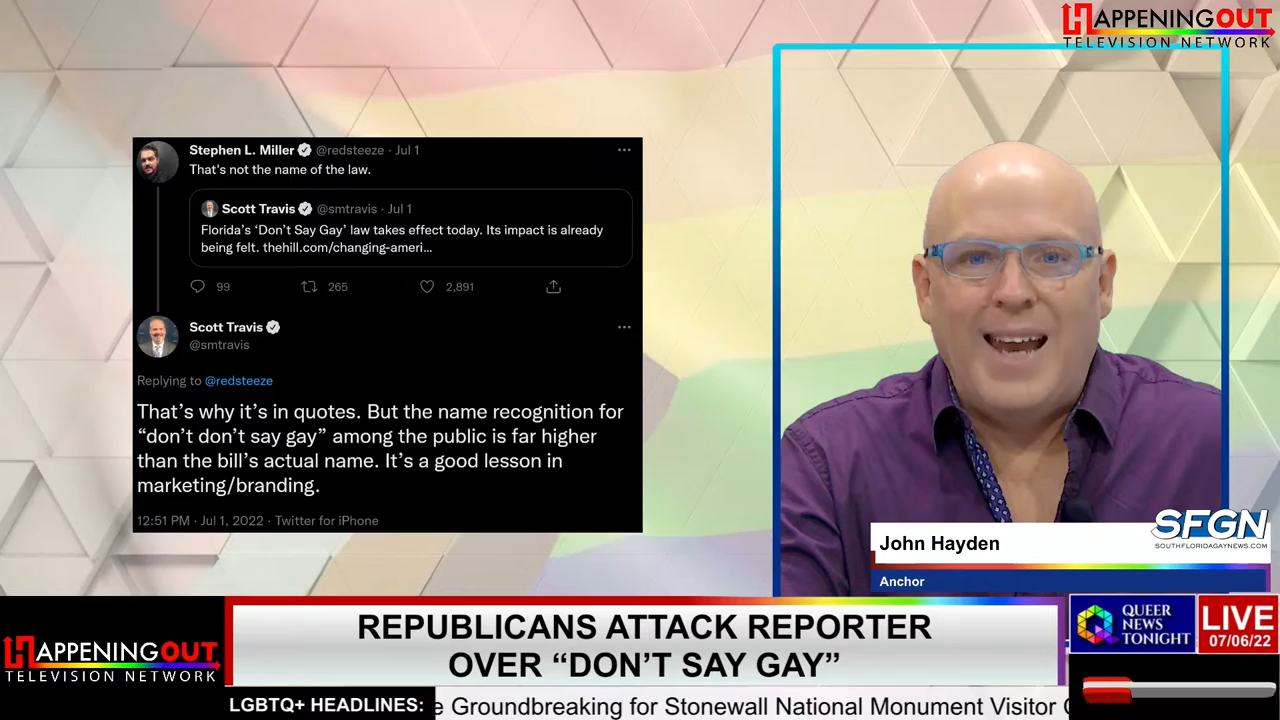 HAPPENINGOUT
TELEVISION NETWORK
Stephen L. Miller @redsteeze · Jul 1
That's not the name of the law.
Scott Travis @smtravis · Jul 1
Florida's ‘Don't Say Gay’ law takes effect today. Its impact is already
being felt. thehill.com/changing-ameri...
99 265 2,891
Scott Travis
@smtravis
Replying to @redsteeze
That's why it's in quotes. But the name recognition for
“don't don't say gay” among the public is far higher
than the bill's actual name. It's a good lesson in
marketing/branding.
12:51 PM · Jul 1, 2022 · Twitter for iPhone
SFGN
SOUTHFLORIDAGAYNEWS.COM
John Hayden
Anchor
HAPPENINGOUT
TELEVISION NETWORK
REPUBLICANS ATTACK REPORTER
OVER “DON'T SAY GAY”
QUEER
NEWS
TONIGHT
LIVE
07/06/22
LGBTQ+ HEADLINES: e Groundbreaking for Stonewall National Monument Visitor